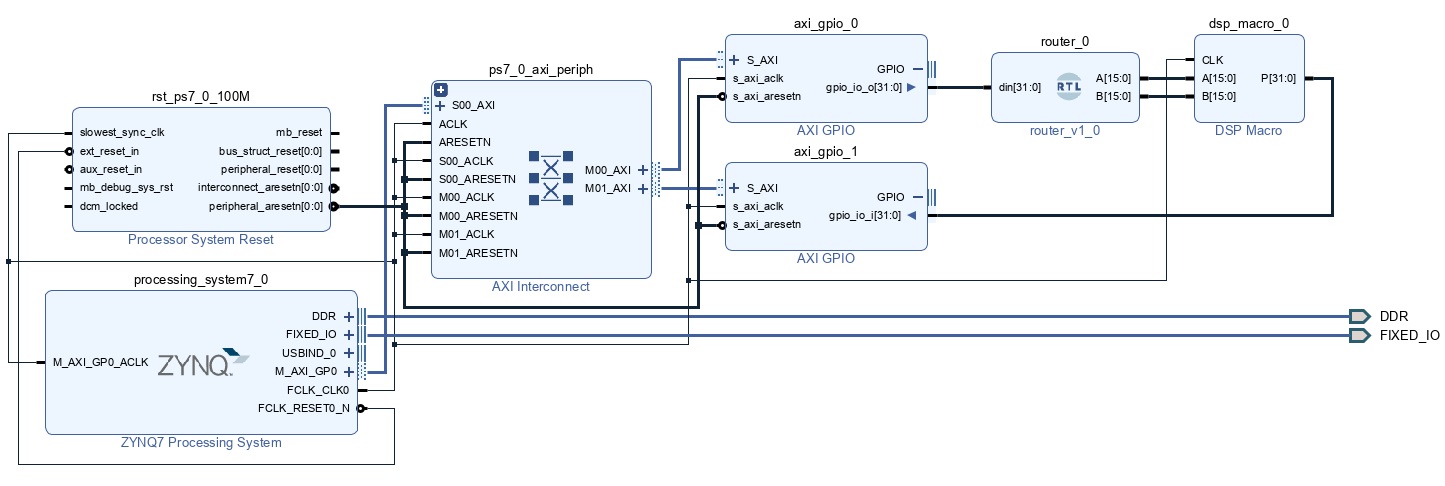 rst_ps7_0_100M
slowest_sync_clk
ext_reset_in
aux_reset_in
mb_debug_sys_rst
dcm_locked
mb_reset
bus_struct_reset[0:0]
peripheral_reset[0:0]
interconnect_aresetn[0:0]
peripheral_aresetn[0:0]
Processor System Reset
processing_system7_0
M_AXI_GP0_ACLK
ZYNQ
DDR
FIXED_IO
USBIND_0
M_AXI_GP0
FCLK_CLK0
FCLK_RESET0_N
ZYNQ7 Processing System
ps7_0_axi_periph
S00_AXI
ACLK
ARESETN
S00_ACLK
S00_ARESETN
M00_ACLK
M00_ARESETN
M01_ACLK
M01_ARESETN
M00_AXI
M01_AXI
AXI Interconnect
axi_gpio_0
S_AXI
s_axi_aclk
s_axi_aresetn
GPIO
gpio_io_o[31:0]
AXI GPIO
axi_gpio_1
S_AXI
s_axi_aclk
s_axi_aresetn
GPIO
gpio_io_i[31:0]
AXI GPIO
router_0
din[31:0]
RTL
A[15:0]
B[15:0]
router_v1_0
dsp_macro_0
CLK
A[15:0]
B[15:0]
P[31:0]
DSP Macro
DDR
FIXED_IO